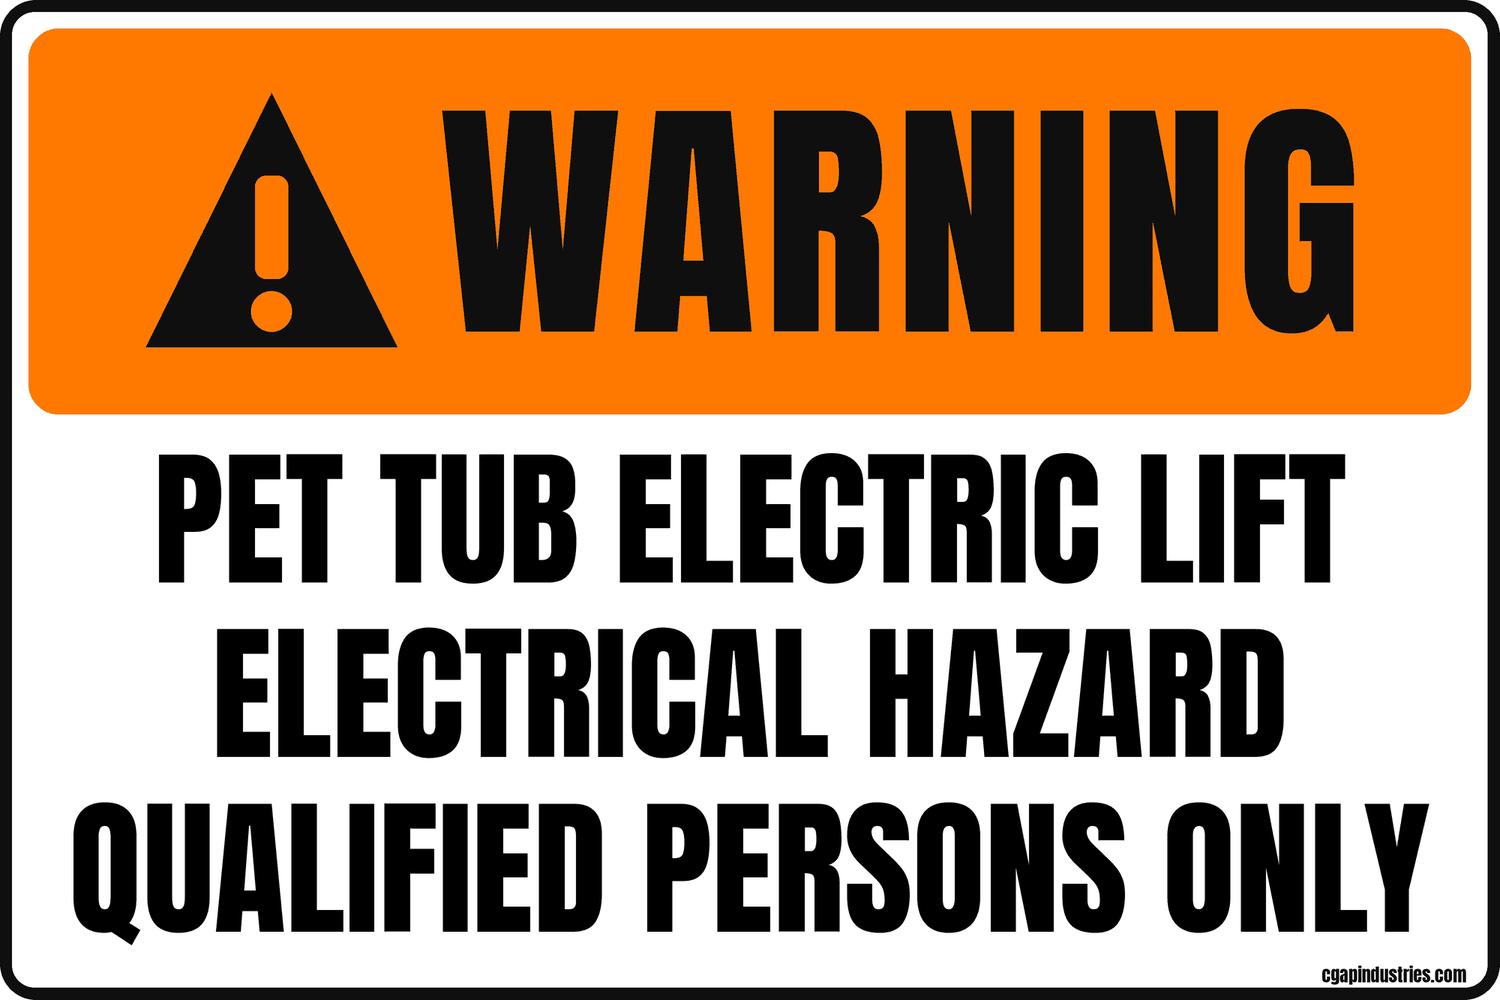 WARNING
PET TUB ELECTRIC LIFT
ELECTRICAL HAZARD
QUALIFIED PERSONS ONLY
cgapindustries.com